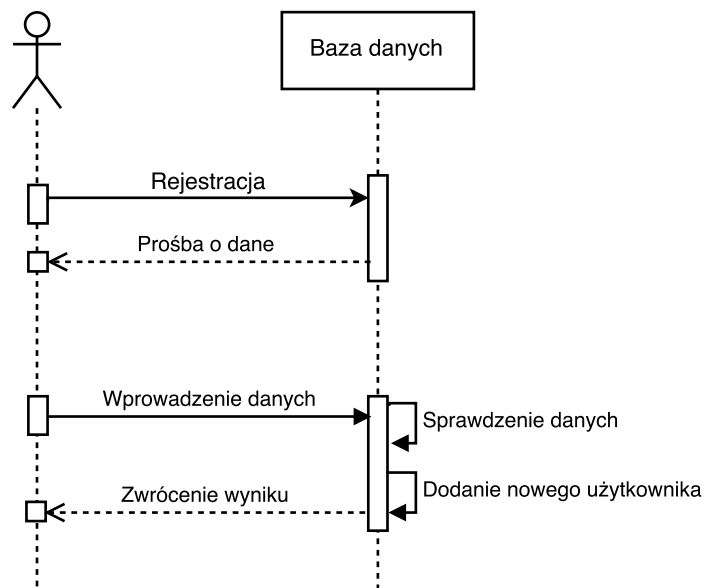 Baza danych
Rejestracja
Prośba o dane
Wprowadzenie danych
Sprawdzenie danych
Dodanie nowego użytkownika
Zwrócenie wyniku